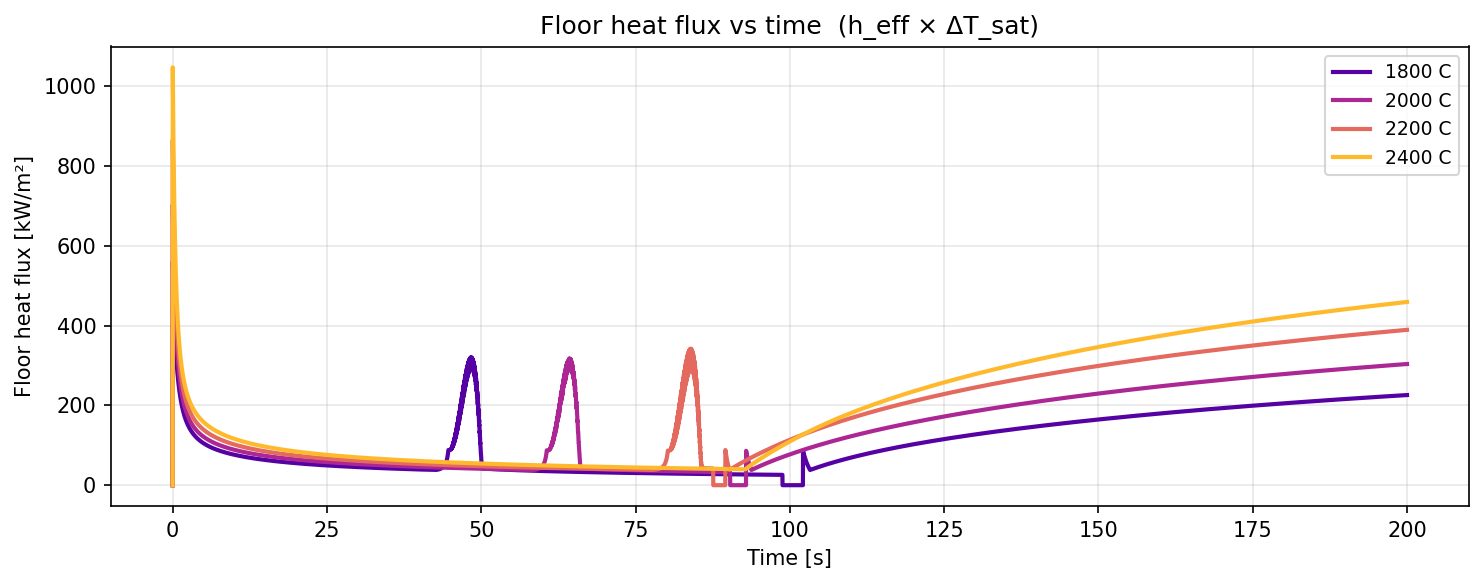 Floor heat flux vs time  (h_eff × ΔT_sat)
Floor heat flux [kW/m²]
1000
800
600
400
200
0
1800 C
2000 C
2200 C
2400 C
0 25 50 75 100 125 150 175 200
Time [s]